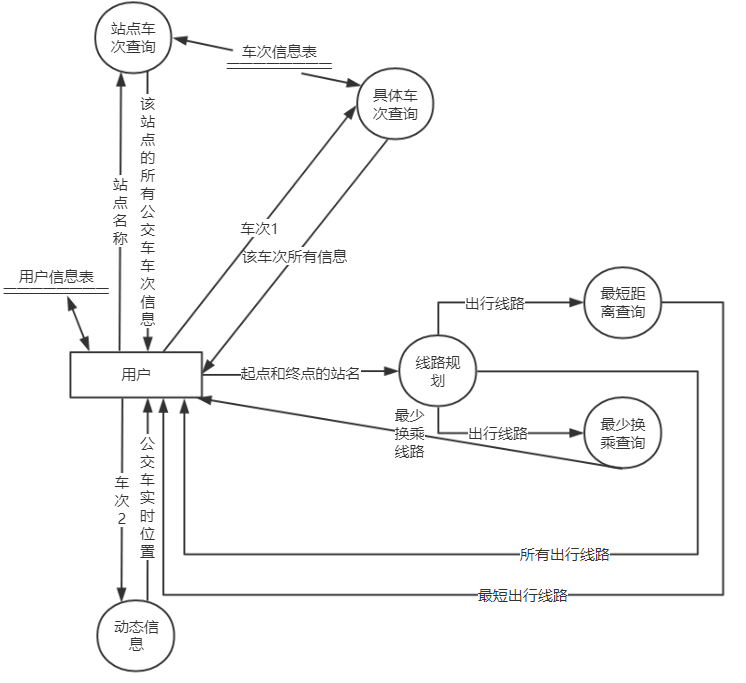 站点车
次查询
车次信息表
具体车
次查询
该站点的所有公交车车次信息
站点名称
车次1
该车次所有信息
用户信息表
最短距
离查询
出行线路
用户
起点和终点的站名
线路规
划
最少
换乘
线路
出行线路
最少换
乘查询
公交车实时位置
车次2
所有出行线路
最短出行线路
动态信
息